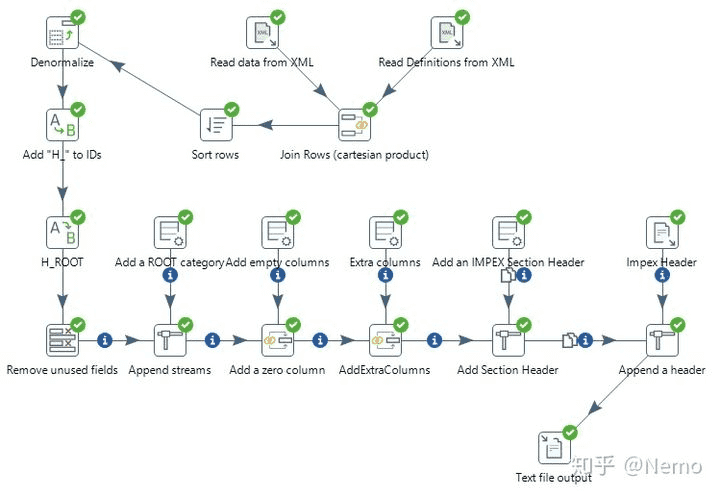 Denormalize
Read data from XML
Read Definitions from XML
Add "H_" to IDs
Sort rows
Join Rows (cartesian product)
H_ROOT
Add a ROOT category
Add empty columns
Extra columns
Add an IMPEX Section Header
Impex Header
Remove unused fields
Append streams
Add a zero column
AddExtraColumns
Add Section Header
Append a header
Text file output
知乎 @Nemo